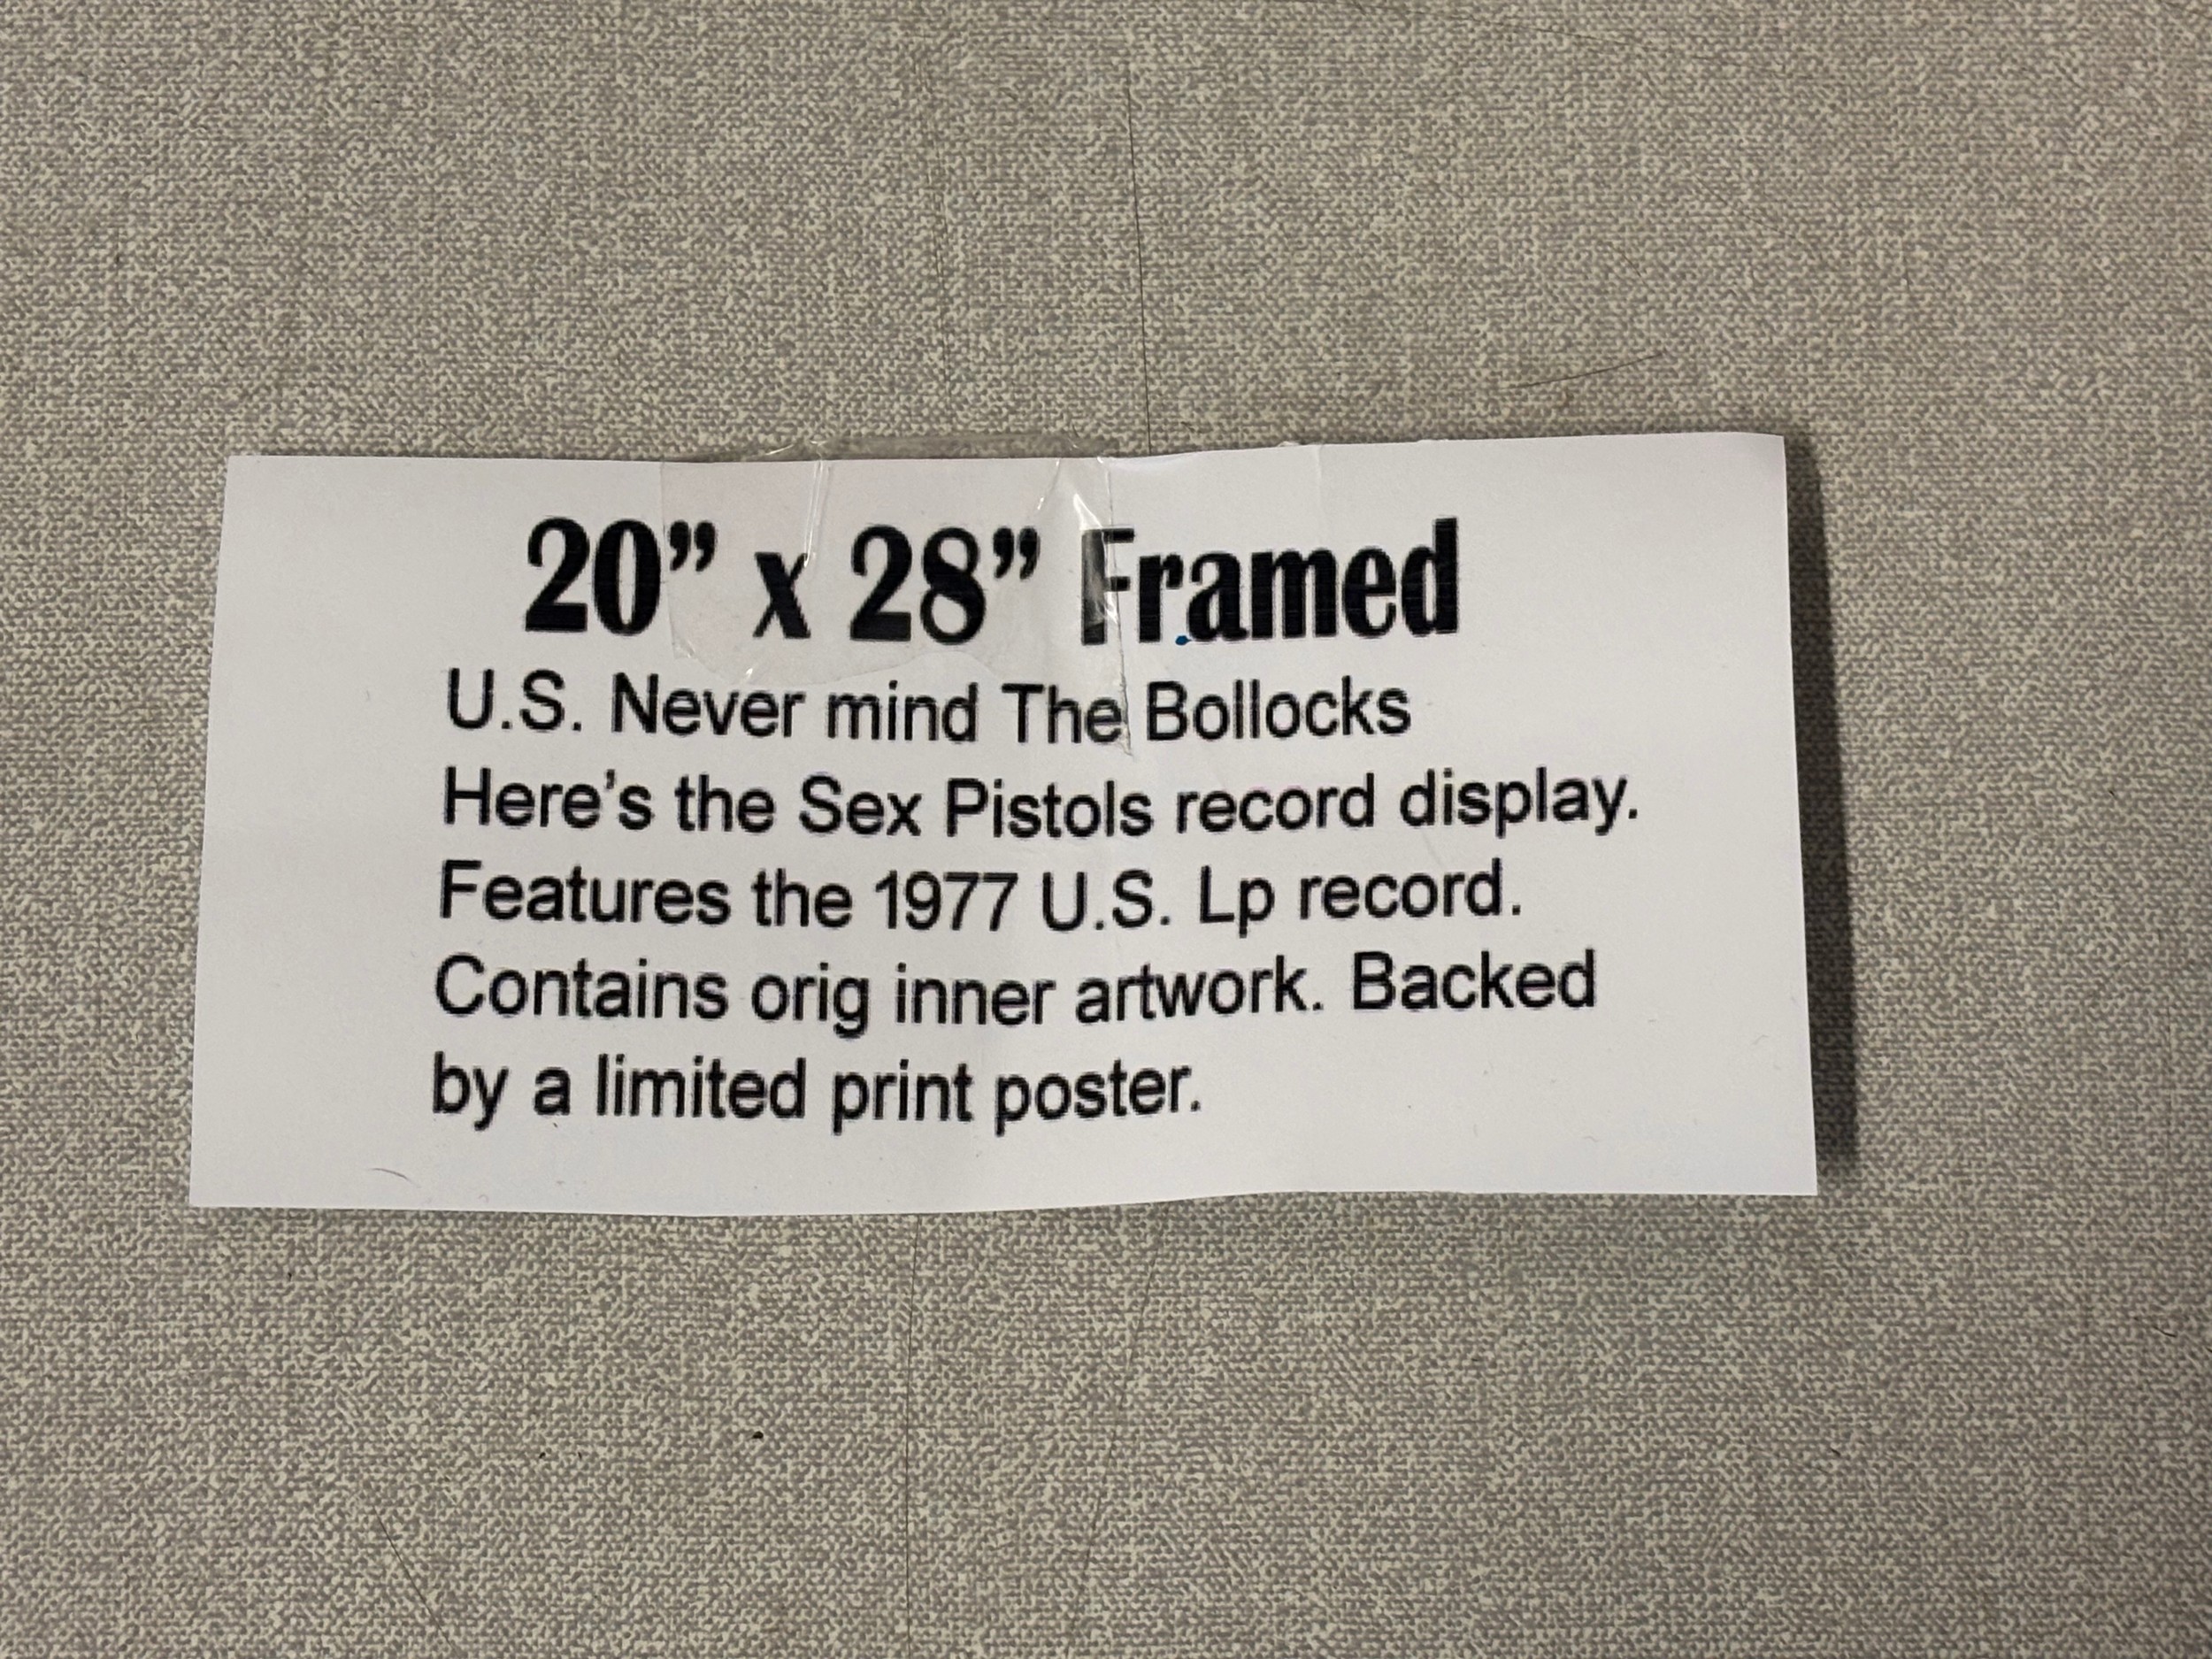 20” x 28” Framed
U.S. Never mind The Bollocks
Here’s the Sex Pistols record display.
Features the 1977 U.S. Lp record.
Contains orig inner artwork. Backed
by a limited print poster.